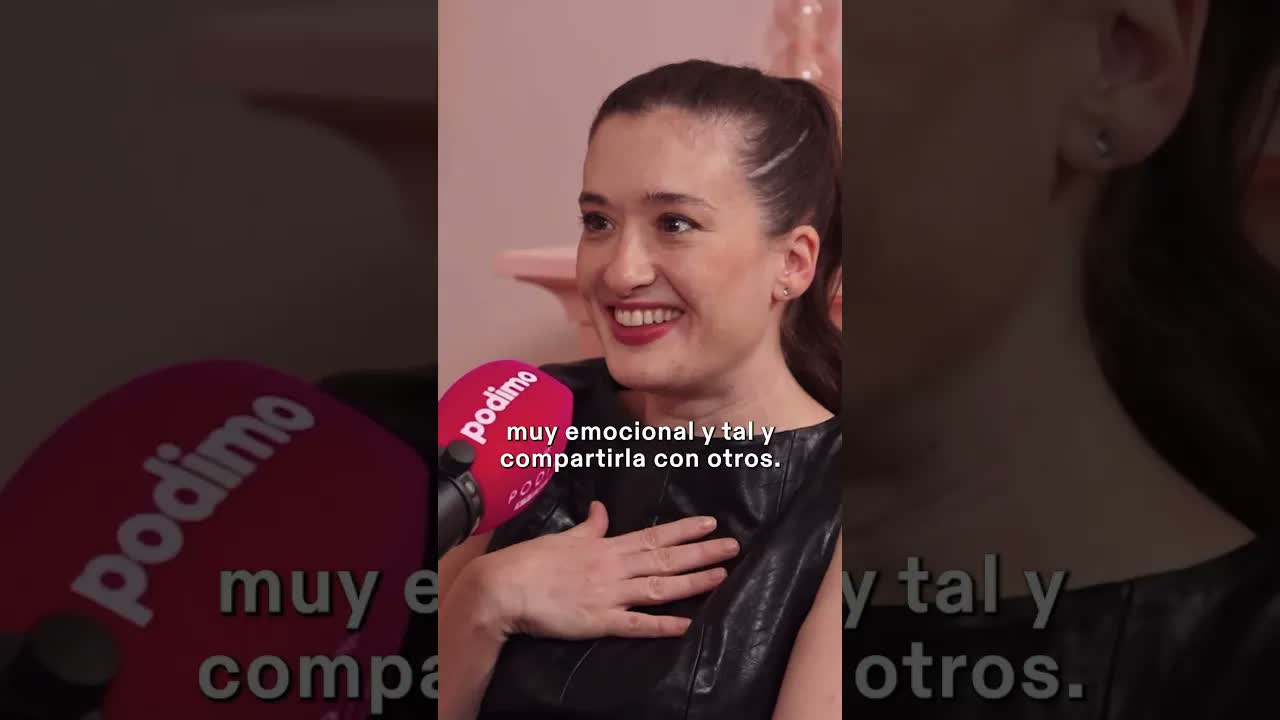 podimo
muy emocional y tal y
compartirla con otros.
podimo
muy e
y tal y
compa
otros.